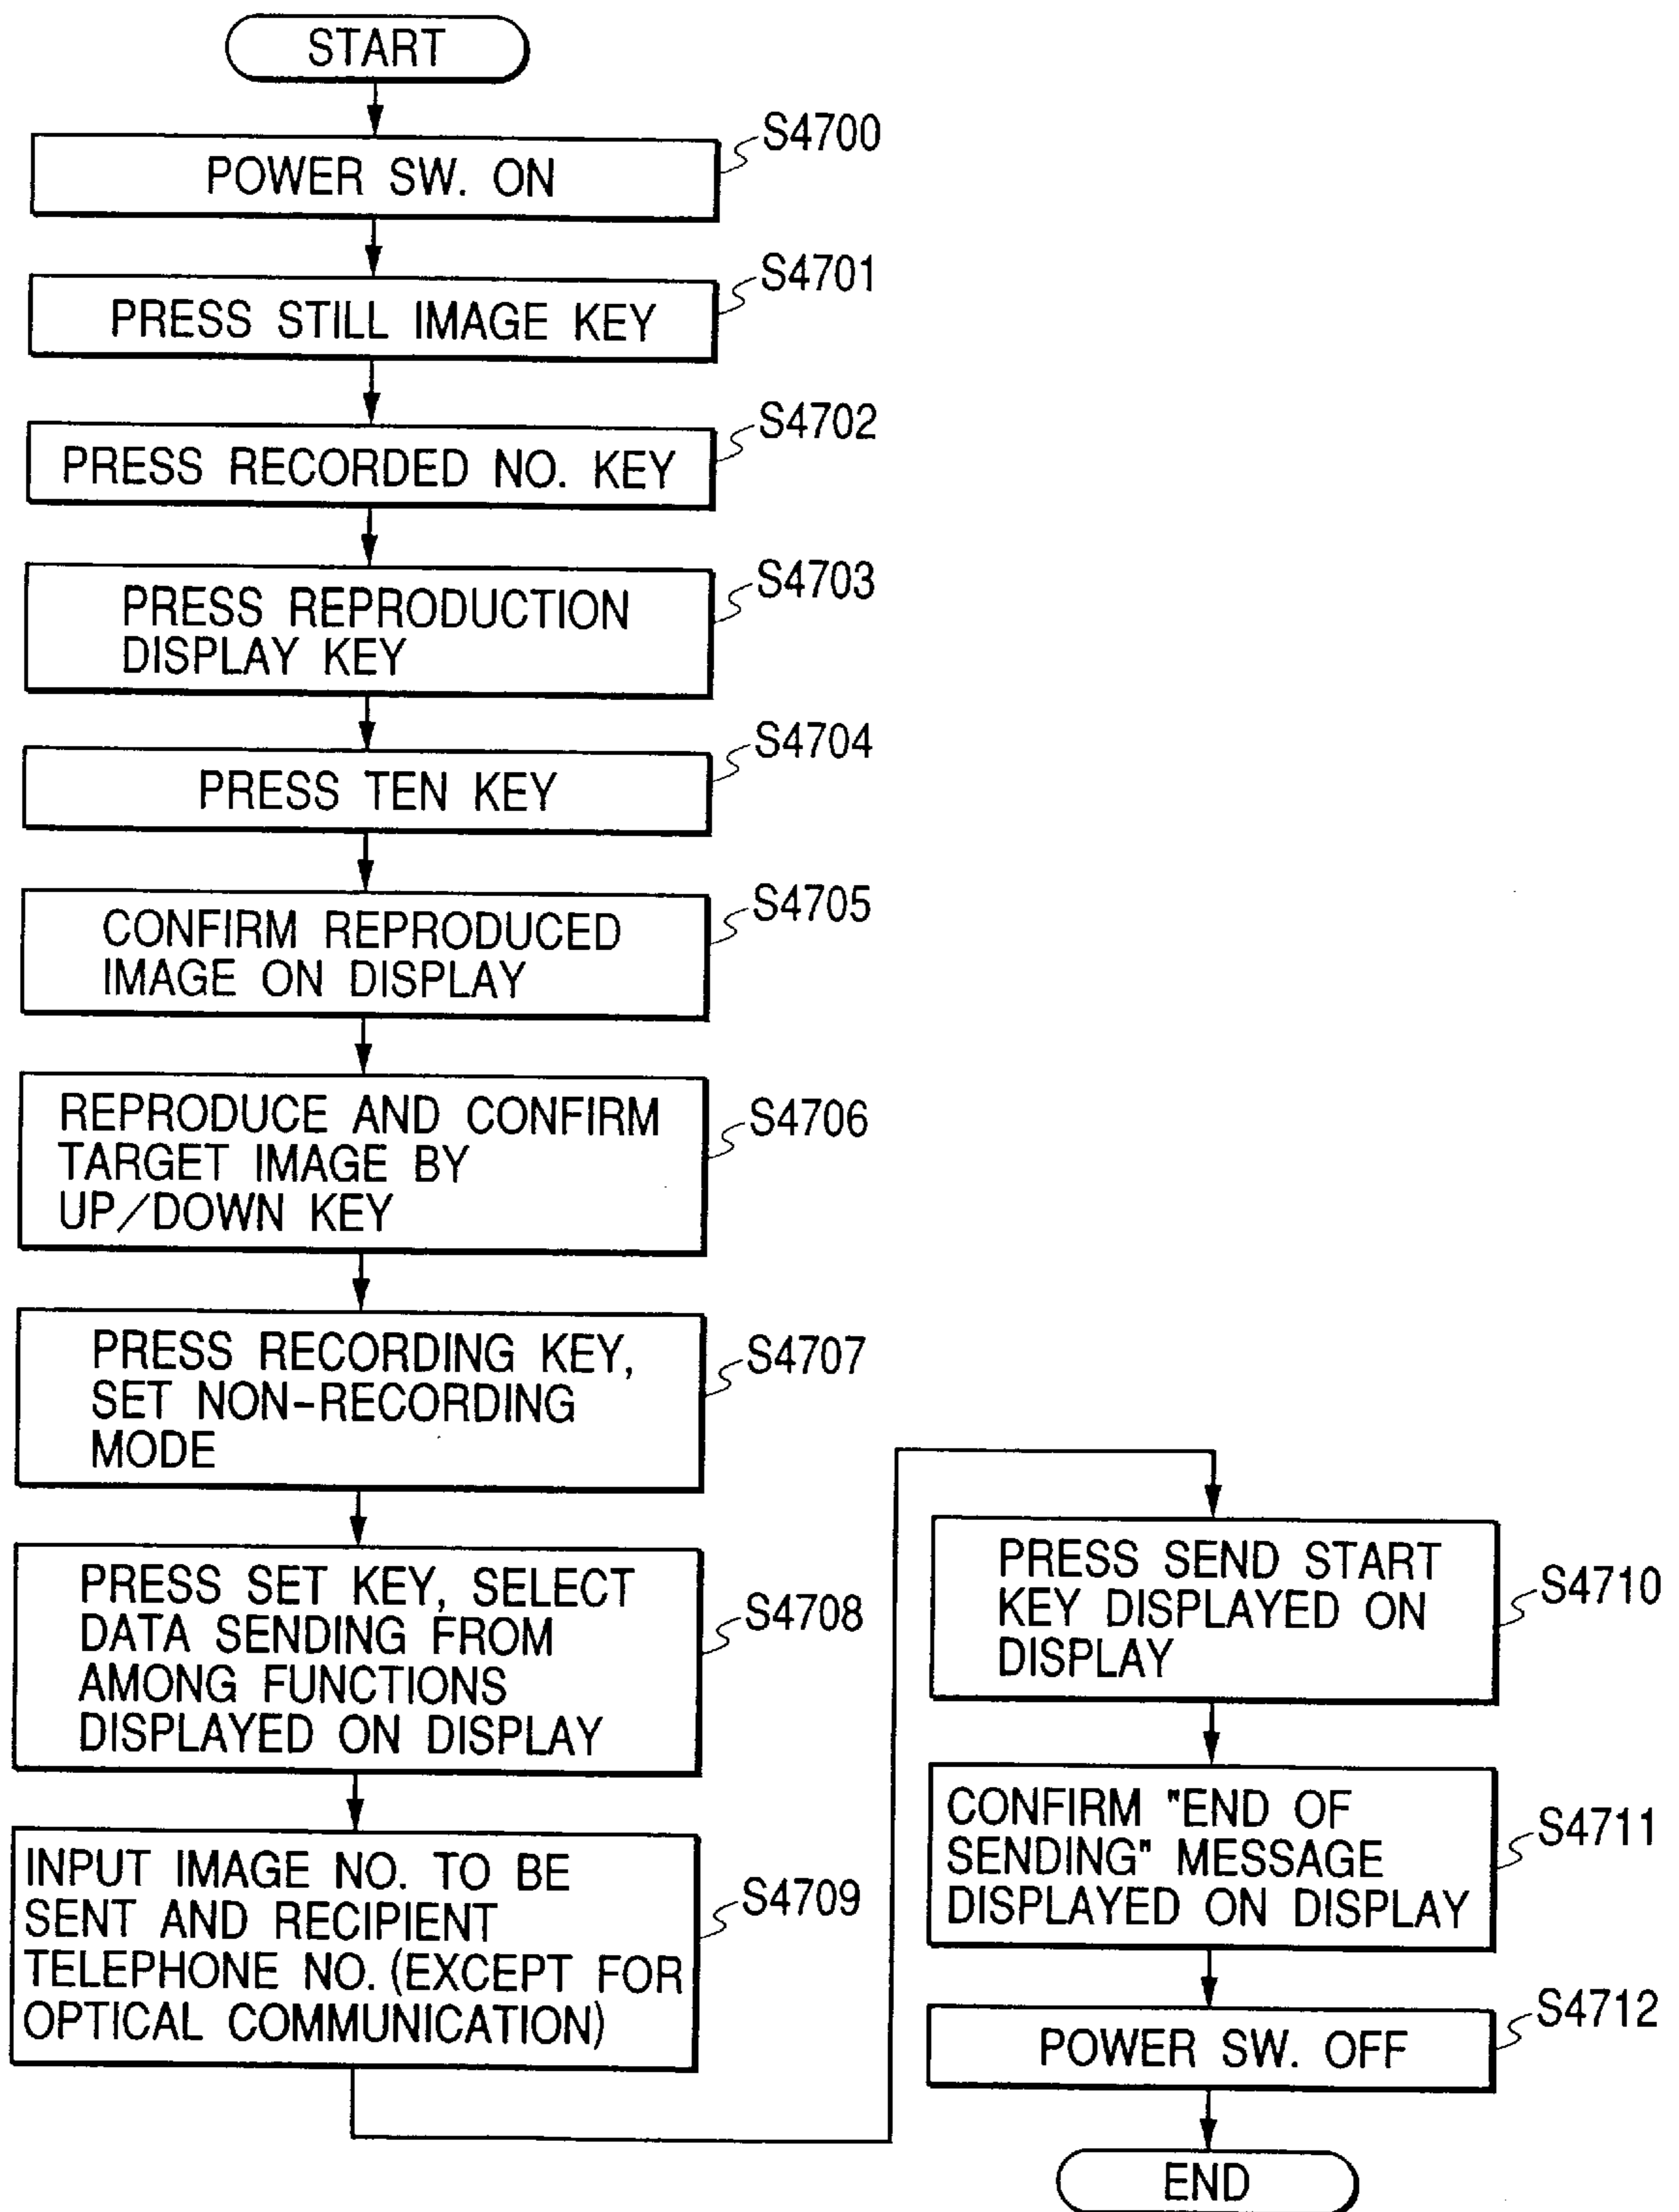 START
POWER SW. ON
S4700
PRESS STILL IMAGE KEY
S4701
PRESS RECORDED NO. KEY
S4702
PRESS REPRODUCTION
DISPLAY KEY
S4703
PRESS TEN KEY
S4704
CONFIRM REPRODUCED
IMAGE ON DISPLAY
S4705
REPRODUCE AND CONFIRM
TARGET IMAGE BY
UP/DOWN KEY
S4706
PRESS RECORDING KEY,
SET NON-RECORDING
MODE
S4707
PRESS SET KEY, SELECT
DATA SENDING FROM
AMONG FUNCTIONS
DISPLAYED ON DISPLAY
S4708
INPUT IMAGE NO. TO BE
SENT AND RECIPIENT
TELEPHONE NO. (EXCEPT FOR
OPTICAL COMMUNICATION)
S4709
PRESS SEND START
KEY DISPLAYED ON
DISPLAY
S4710
CONFIRM "END OF
SENDING" MESSAGE
DISPLAYED ON DISPLAY
S4711
POWER SW. OFF
S4712
END